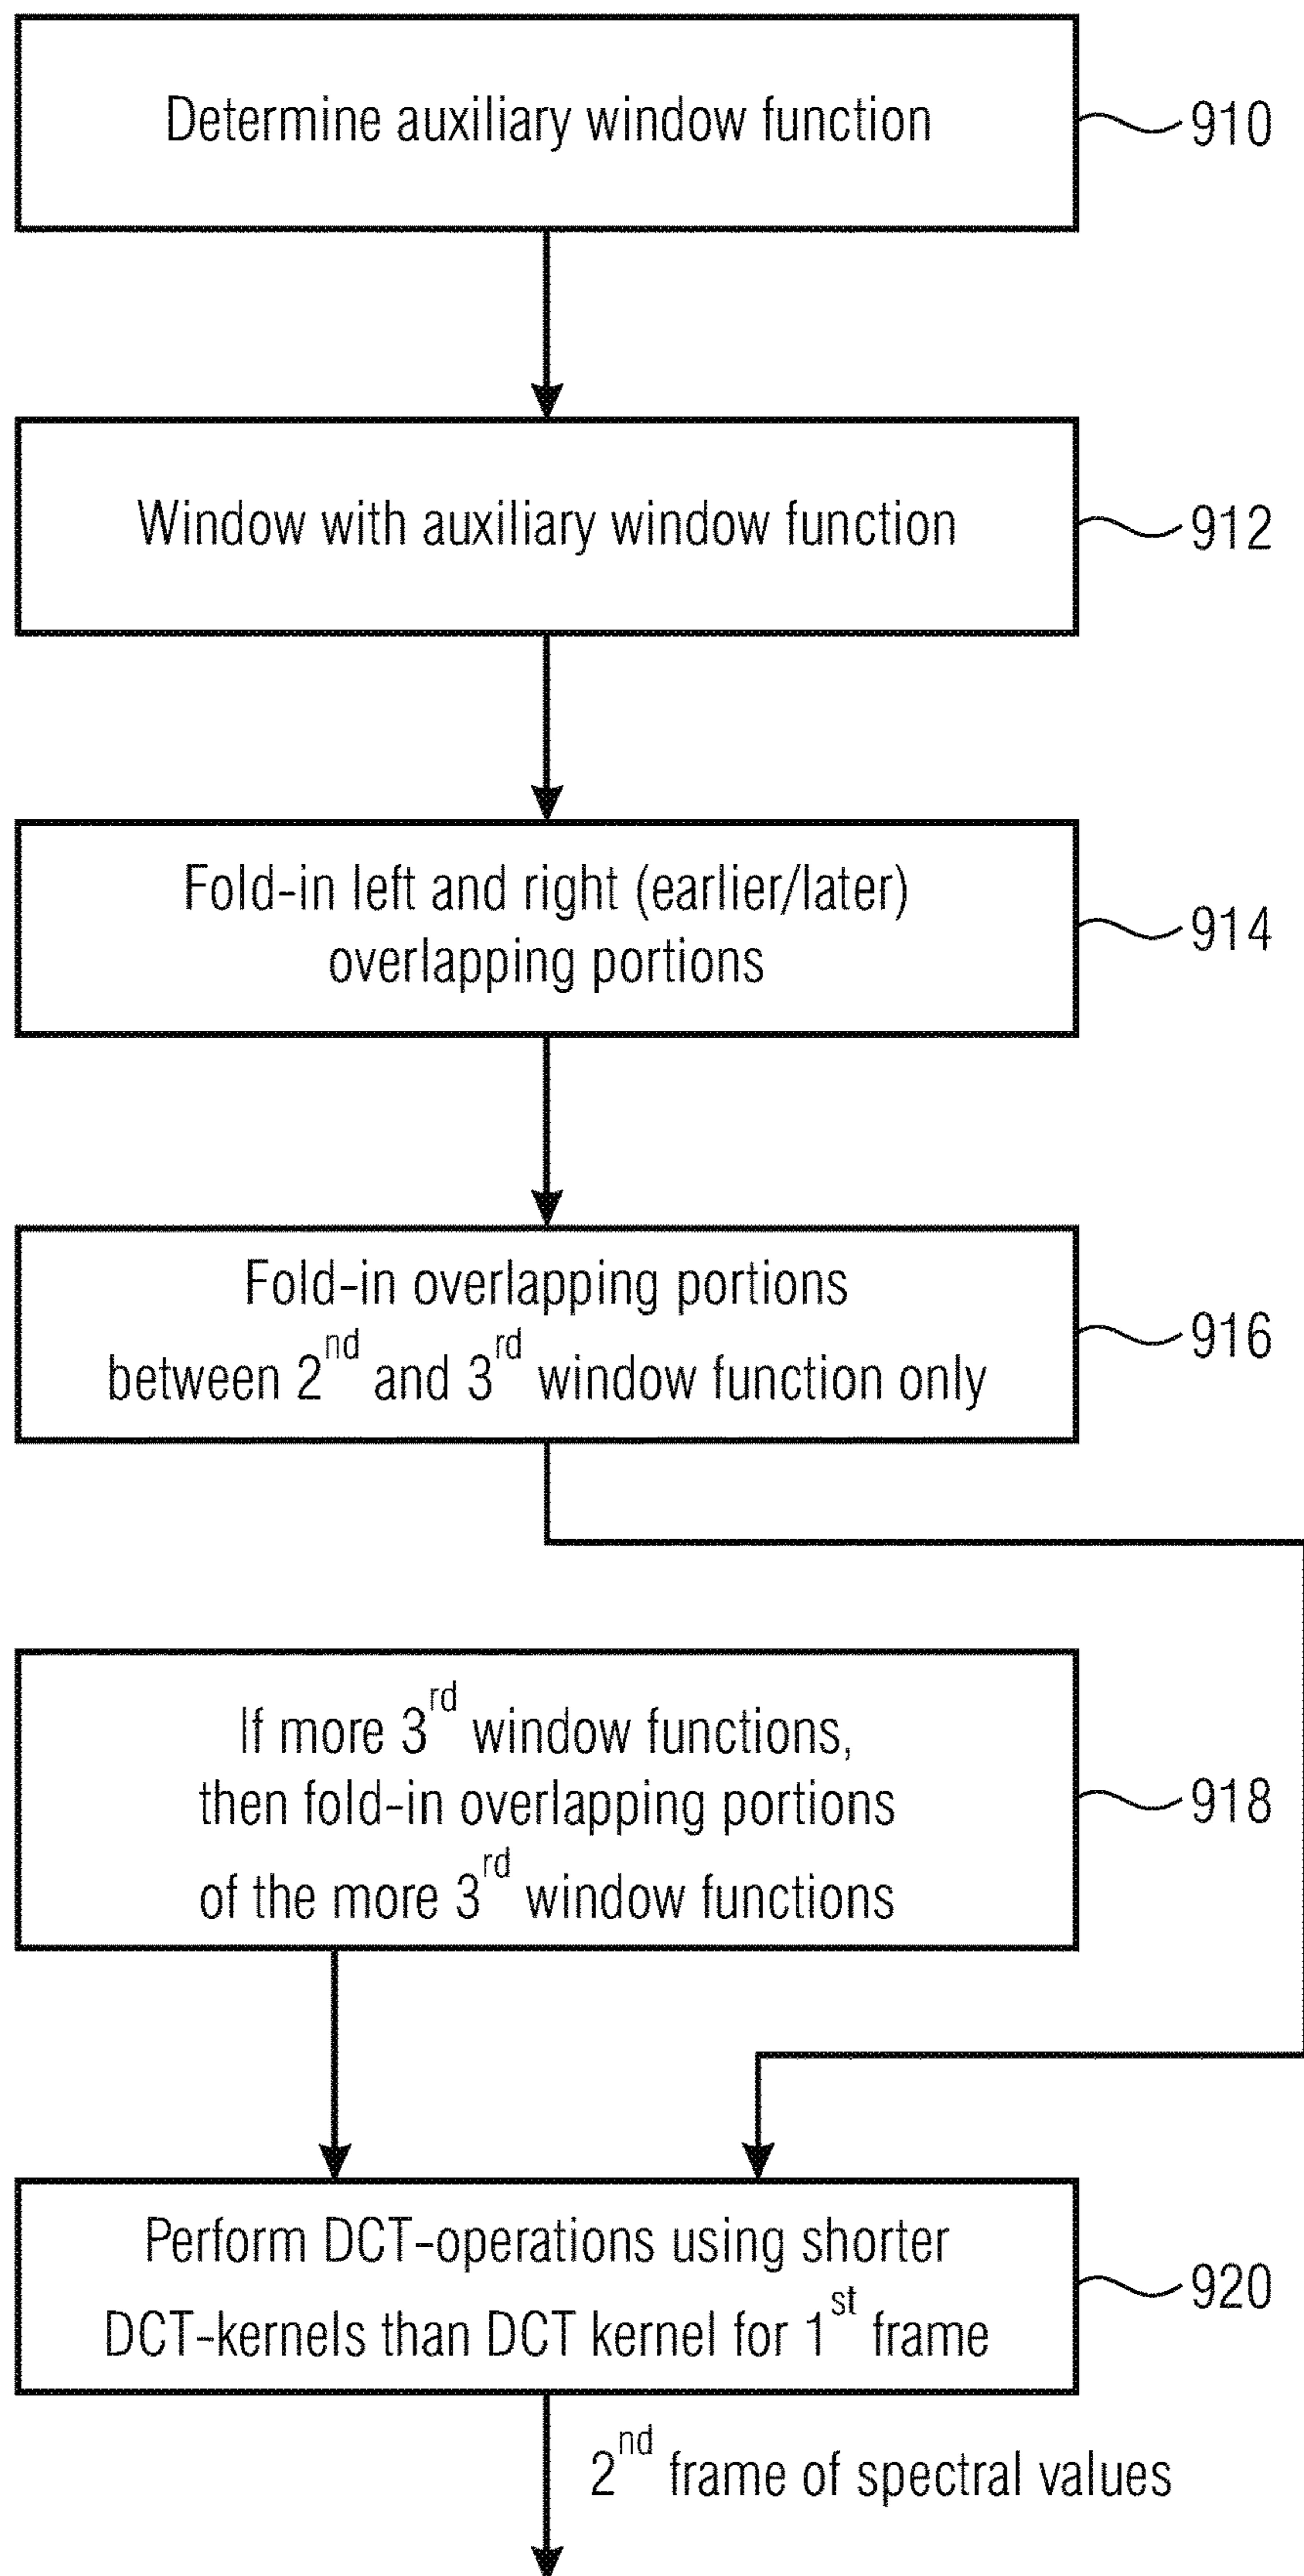 Determine auxiliary window function
910
Window with auxiliary window function
912
Fold-in left and right (earlier/later)
overlapping portions
914
Fold-in overlapping portions
between 2nd and 3rd window function only
916
If more 3rd window functions,
then fold-in overlapping portions
of the more 3rd window functions
918
Perform DCT-operations using shorter
DCT-kernels than DCT kernel for 1st frame
920
2nd frame of spectral values